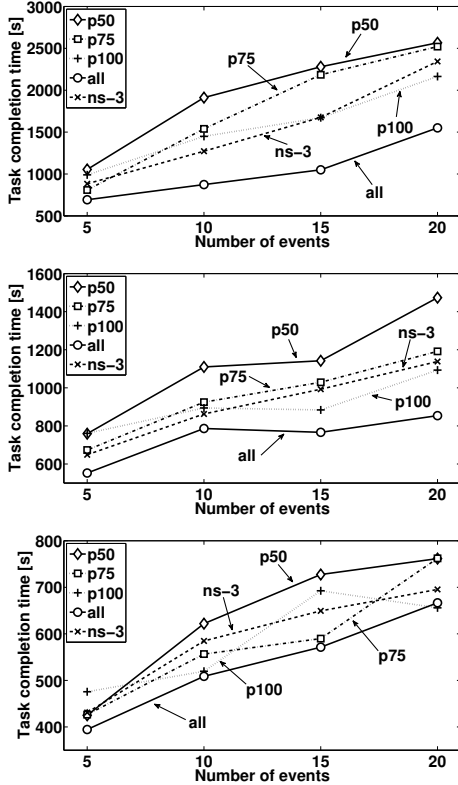 Task completion time [s]
3000
2500
2000
1500
1000
500
p50
p75
p100
all
ns-3
p50
p75
p100
ns-3
all
5 10 15 20
Number of events
Task completion time [s]
1600
1400
1200
1000
800
600
p50
p75
p100
all
ns-3
p50
ns-3
p75
p100
all
5 10 15 20
Number of events
Task completion time [s]
800
700
600
500
400
p50
p75
p100
all
ns-3
p50
ns-3
p75
p100
all
5 10 15 20
Number of events